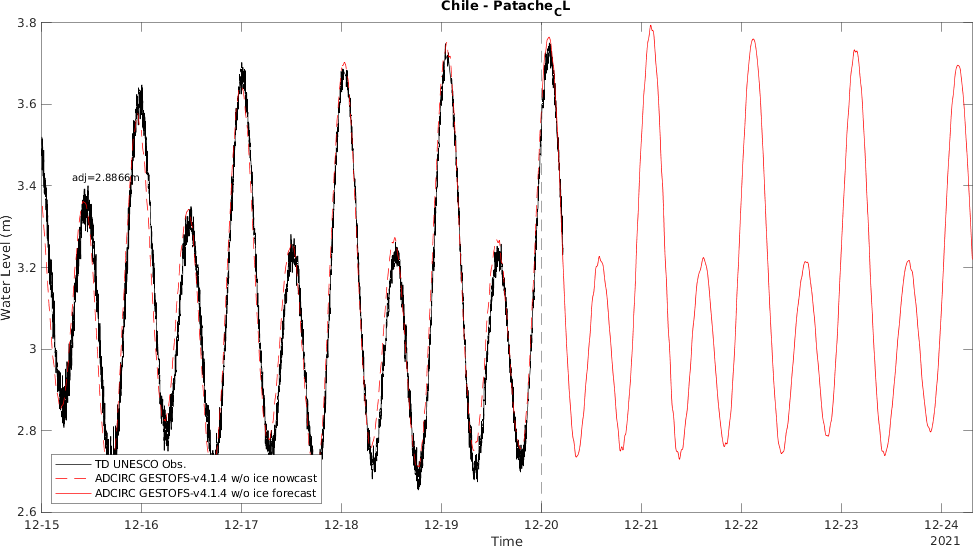 Chile - Patache_CL
3.8
3.6
3.4
3.2
3
2.8
2.6
Water Level (m)
adj=2.8866m
TD UNESCO Obs.
ADCIRC GESTOFS-v4.1.4 w/o ice nowcast
ADCIRC GESTOFS-v4.1.4 w/o ice forecast
12-15 12-16 12-17 12-18 12-19 12-20 12-21 12-22 12-23 12-24
Time
2021